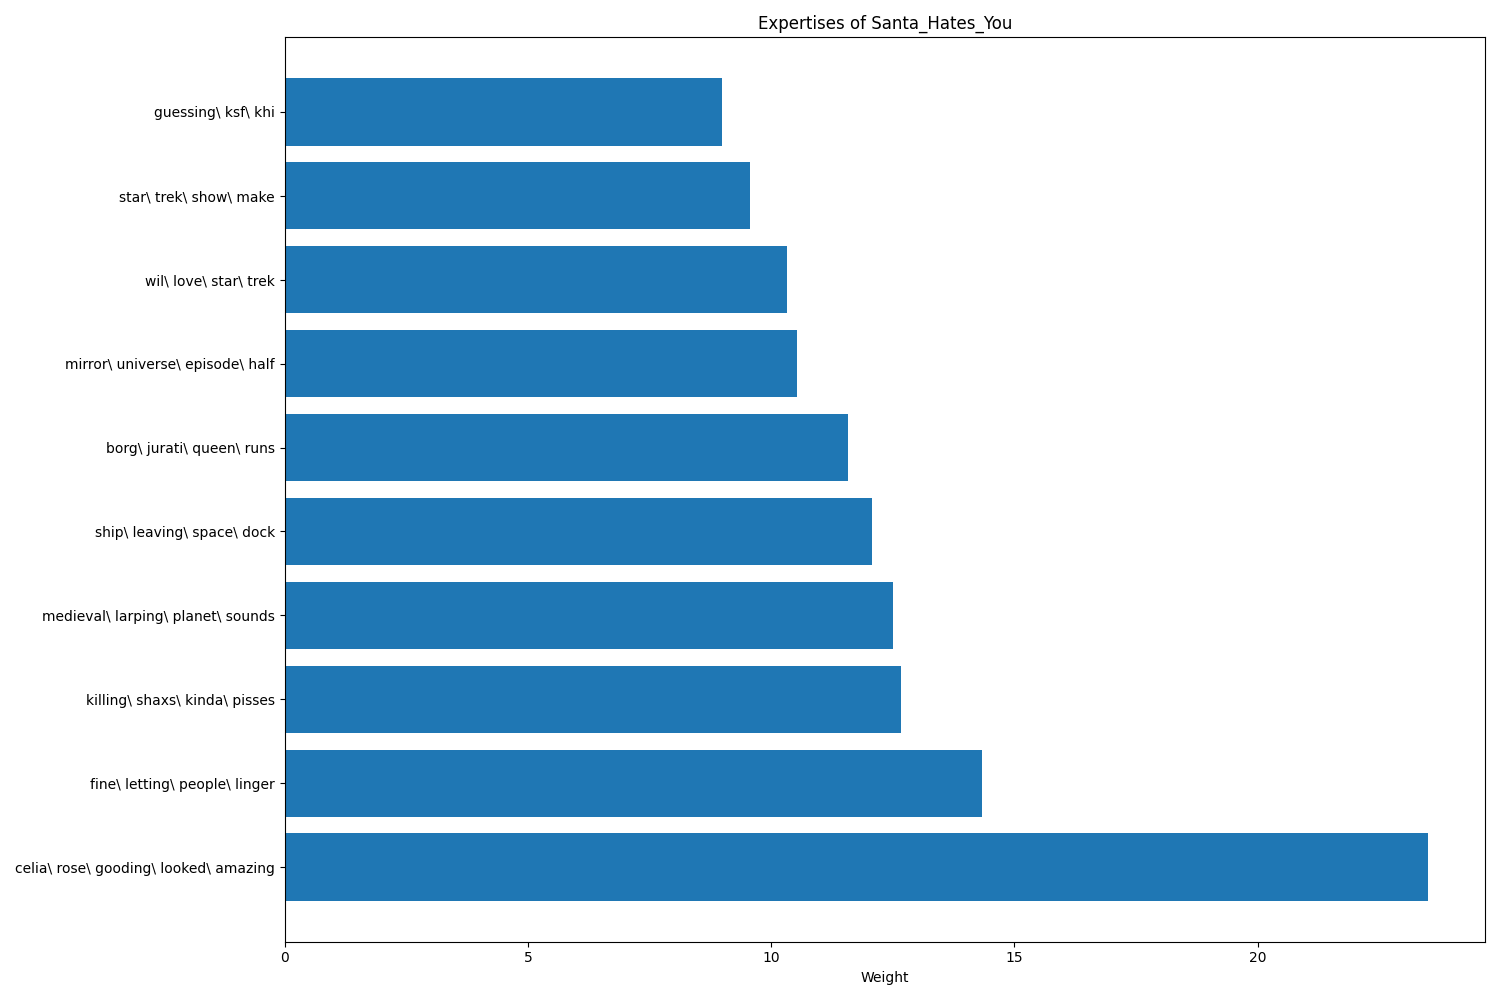 Expertises of Santa_Hates_You
guessing\ ksf\ khi
star\ trek\ show\ make
wil\ love\ star\ trek
mirror\ universe\ episode\ half
borg\ jurati\ queen\ runs
ship\ leaving\ space\ dock
medieval\ larping\ planet\ sounds
killing\ shaxs\ kinda\ pisses
fine\ letting\ people\ linger
celia\ rose\ gooding\ looked\ amazing
0 5 10 15 20
Weight